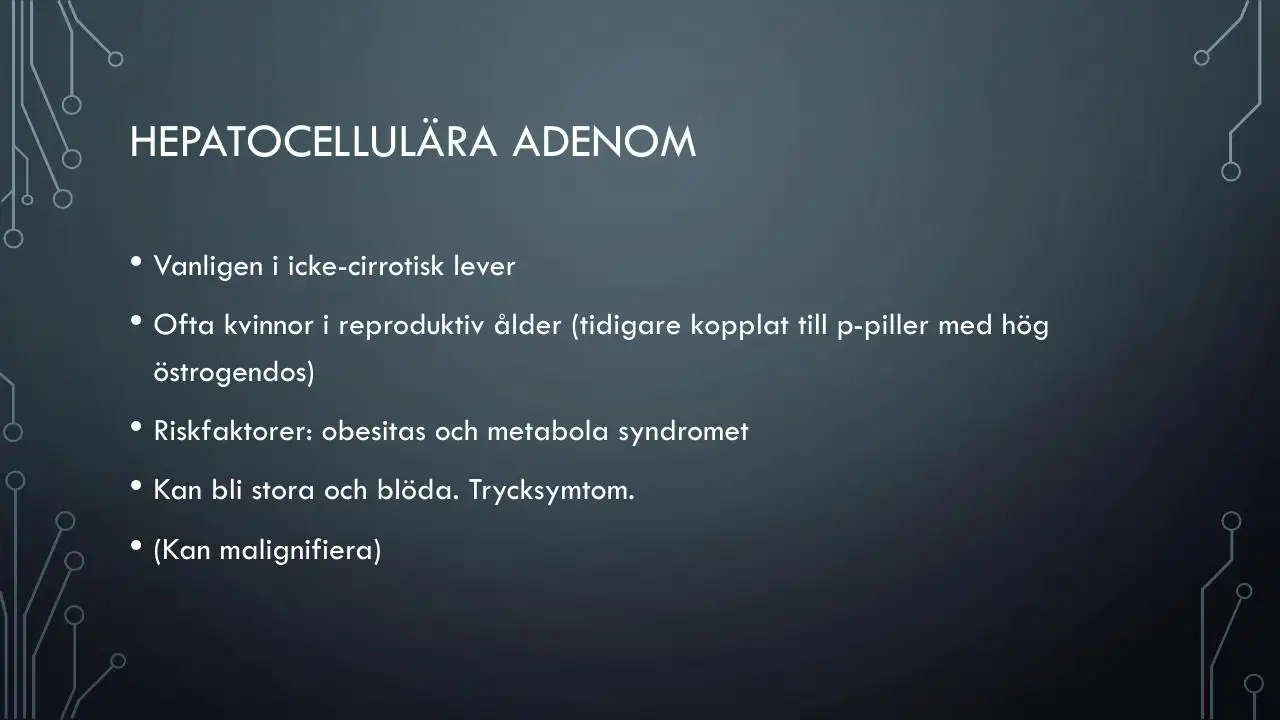 HEPATOCELLULÄRA ADENOM
• Vanligen i icke-cirrotisk lever
• Ofta kvinnor i reproduktiv ålder (tidigare kopplat till p-piller med hög
östrogendos)
• Riskfaktorer: obesitas och metabola syndromet
• Kan bli stora och blöda. Trycksymtom.
• (Kan malignifiera)